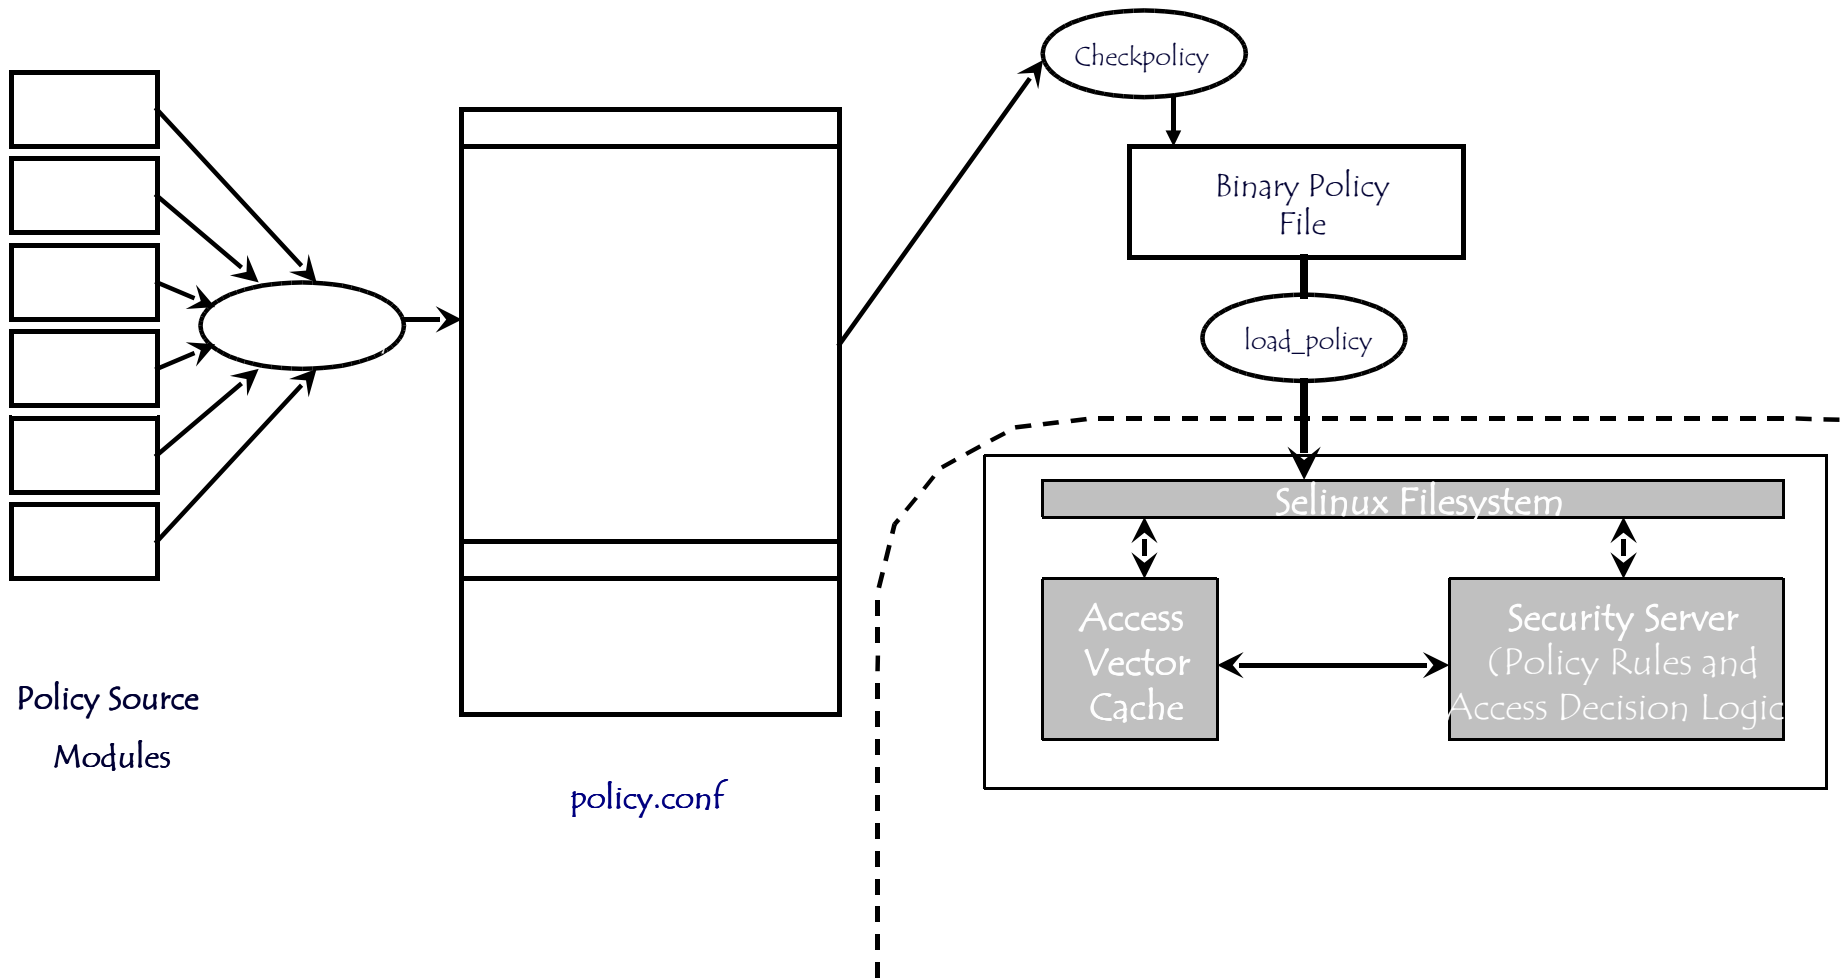 Checkpolicy
Binary Policy
File
load_policy
Selinux Filesystem
Access
Vector
Cache
Security Server
(Policy Rules and
Access Decision Logic
Policy Source
Modules
policy.conf